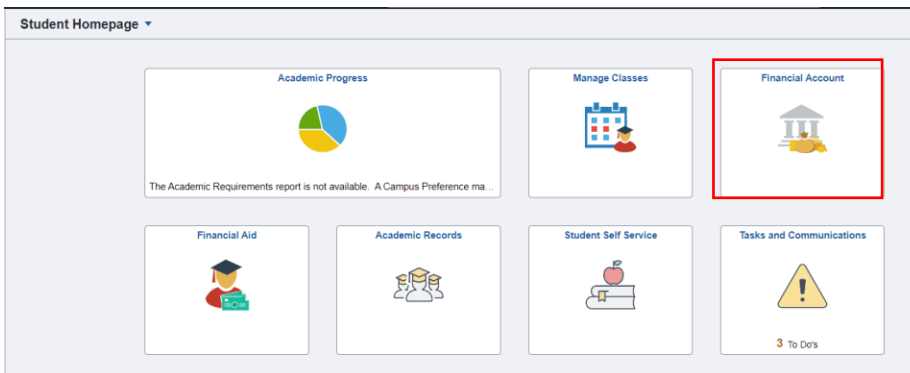 Student Homepage
Academic Progress
Manage Classes
Financial Account
The Academic Requirements report is not available. A Campus Preference ma...
Financial Aid
Academic Records
Student Self Service
Tasks and Communications
3 To Do's